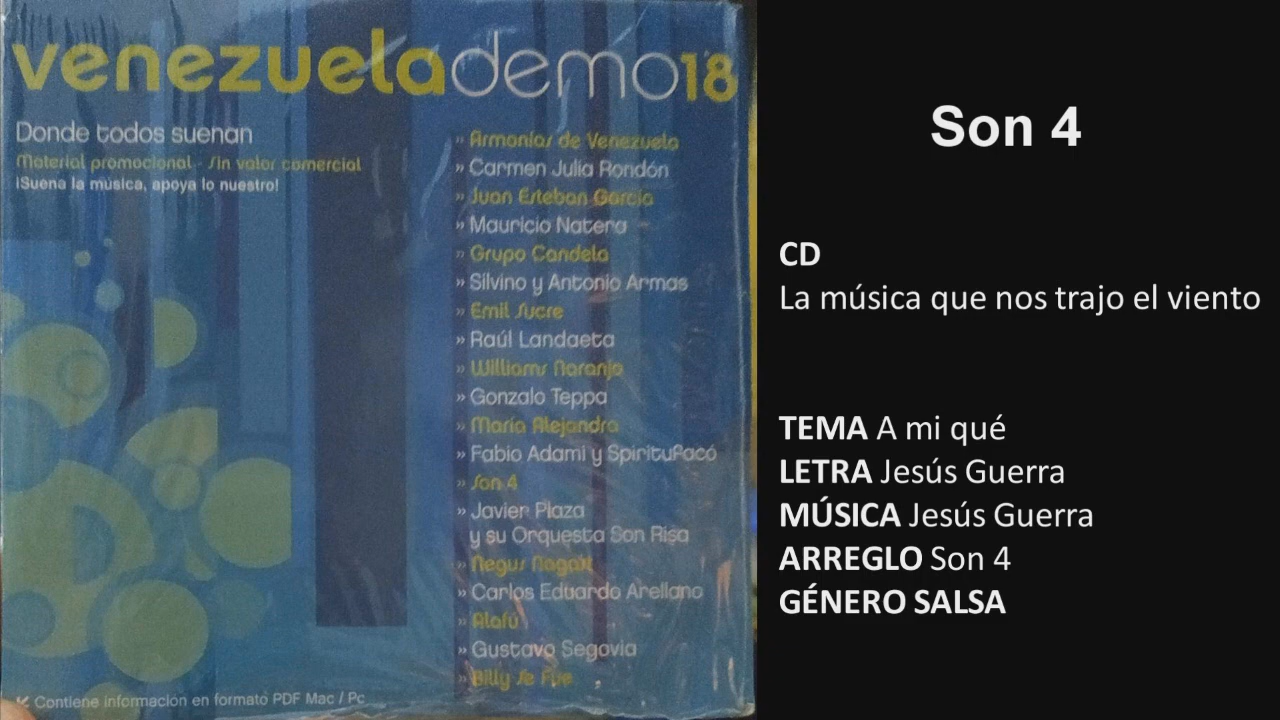 venezuelademo18
Donde todos suenan
Material promocional - Sin valor comercial
¡Suena la música, apoya lo nuestro!
» Armonías de Venezuela
» Carmen Julia Rondón
» Juan Esteban García
» Mauricio Natera
» Grupo Candela
» Silvino y Antonio Armas
» Emil Sucre
» Raúl Landaeta
» Williams Naranjo
» Gonzalo Teppa
» María Alejandra
» Fabio Adami y SpirituPacó
» Son 4
» Javier Plaza
y su Orquesta Son Risa
» Negus Nagast
» Carlos Eduardo Arellano
» Alafú
» Gustavo Segovia
» Billy Se Fue
Contiene información en formato PDF Mac / Pc
Son 4
CD
La música que nos trajo el viento
TEMA A mi qué
LETRA Jesús Guerra
MÚSICA Jesús Guerra
ARREGLO Son 4
GÉNERO SALSA